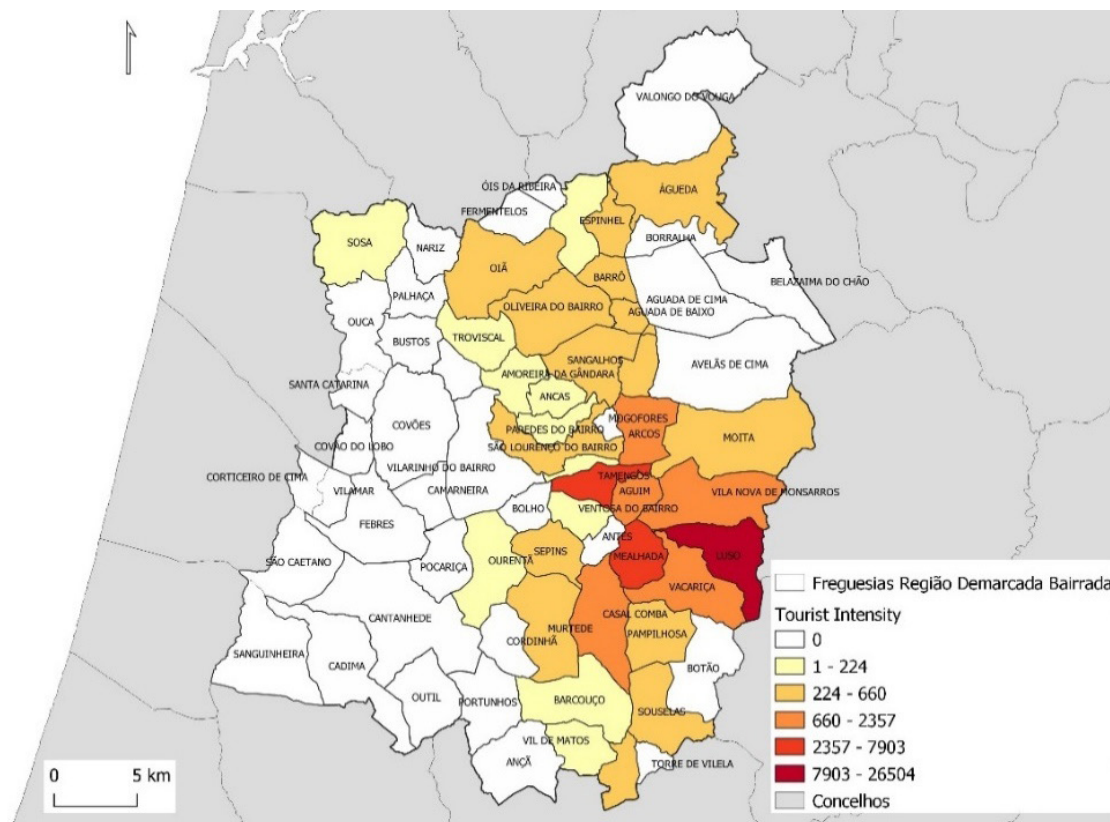 VALONGO DO VOUGA
ÓIS DA RIBEIRA
ÁGUEDA
FERMENTELOS
ESPINHEL
SOSA
NARIZ
BORRALHA
OIÃ
BARRÔ
BELAZAIMA DO CHÃO
PALHAÇA
OLIVEIRA DO BAIRRO
AGUADA DE CIMA
AGUADA DE BAIXO
OUCA
BUSTOS
TROVISCAL
SANGALHOS
AVELÃS DE CIMA
AMOREIRA DA GÂNDARA
SANTA CATARINA
ANCAS
COVÕES
MOGOFORES
PAREDES DO BAIRRO
ARCOS
MOITA
COVÃO DO LOBO
SÃO LOURENÇO DO BAIRRO
VILARINHO DO BAIRRO
CORTICEIRO DE CIMA
TAMENGOS
VILAMAR
CAMARNEIRA
AGUIM
VILA NOVA DE MONSARROS
BOLHO
VENTOSA DO BAIRRO
FEBRES
ANTES
SEPINS
MEALHADA
LUSO
SÃO CAETANO
POCARIÇA
OURENTÃ
VACARIÇA
CASAL COMBA
CANTANHEDE
MURTEDE
CORDINHÃ
PAMPILHOSA
SANGUINHEIRA
CADIMA
BOTÃO
OUTIL
PORTUNHOS
BARCOUÇO
SOUSELAS
VIL DE MATOS
ANÇÃ
TORRE DE VILELA
0 5 km
Freguesias Região Demarcada Bairrada
Tourist Intensity
0
1 - 224
224 - 660
660 - 2357
2357 - 7903
7903 - 26504
Concelhos